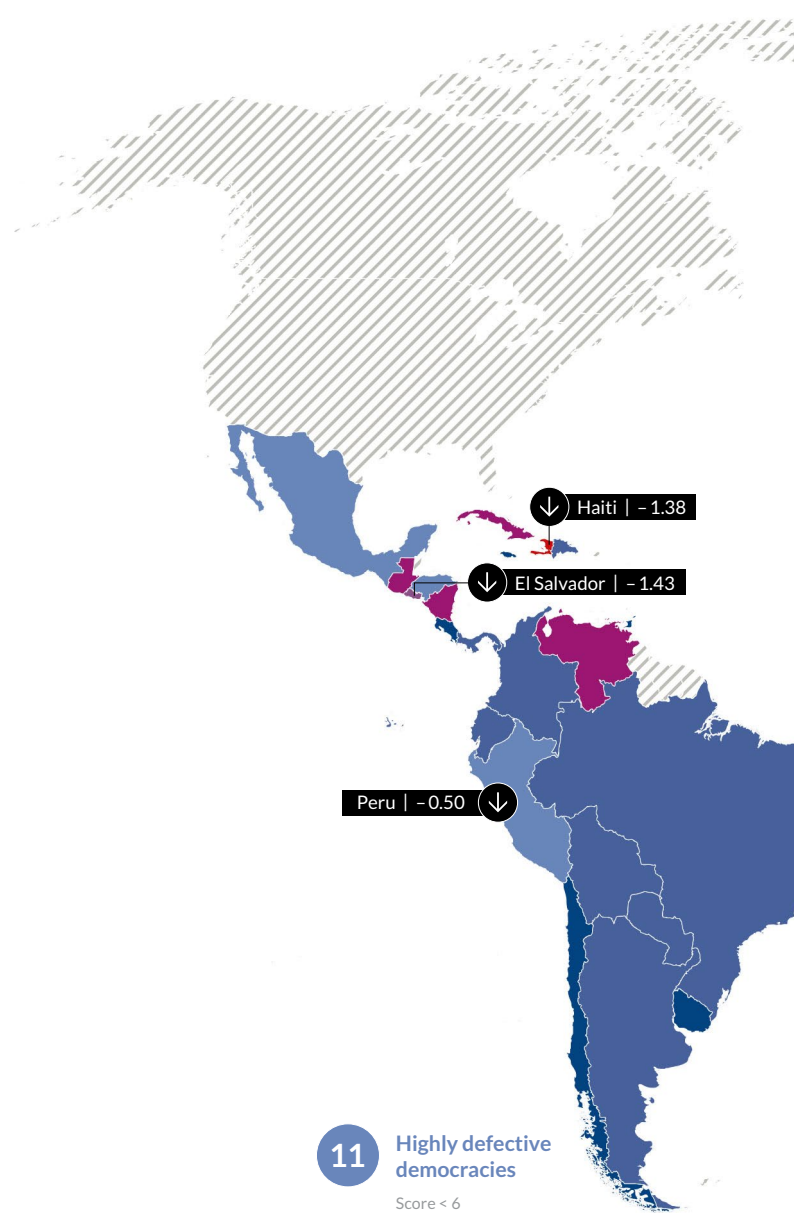 Haiti | – 1.38
El Salvador | – 1.43
Peru | – 0.50
11
Highly defective
democracies
Score < 6